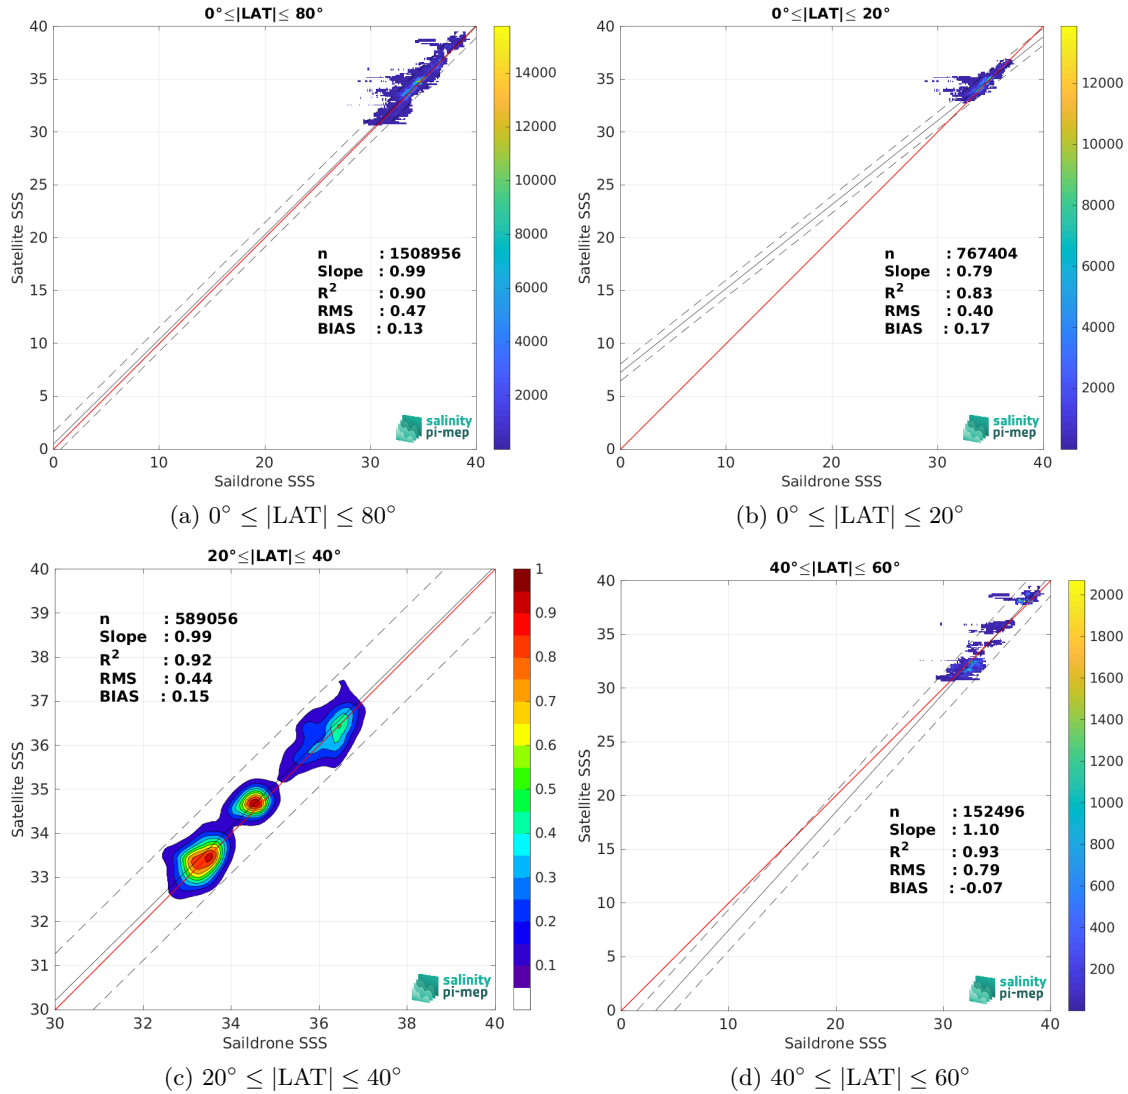 0°≤|LAT|≤ 80°
40
35
30
25
20
15
10
5
0
Satellite SSS
0
10
20
30
40
Saildrone SSS
n : 1508956
Slope : 0.99
R² : 0.90
RMS : 0.47
BIAS : 0.13
salinity
pi-mep
14000
12000
10000
8000
6000
4000
2000
(a) 0° ≤ |LAT| ≤ 80°
0°≤|LAT|≤ 20°
40
35
30
25
20
15
10
5
0
Satellite SSS
0
10
20
30
40
Saildrone SSS
n : 767404
Slope : 0.79
R² : 0.83
RMS : 0.40
BIAS : 0.17
salinity
pi-mep
12000
10000
8000
6000
4000
2000
(b) 0° ≤ |LAT| ≤ 20°
20°≤|LAT|≤ 40°
40
39
38
37
36
35
34
33
32
31
30
Satellite SSS
30
32
34
36
38
40
Saildrone SSS
n : 589056
Slope : 0.99
R² : 0.92
RMS : 0.44
BIAS : 0.15
salinity
pi-mep
1
0.9
0.8
0.7
0.6
0.5
0.4
0.3
0.2
0.1
(c) 20° ≤ |LAT| ≤ 40°
40°≤|LAT|≤ 60°
40
35
30
25
20
15
10
5
0
Satellite SSS
0
10
20
30
40
Saildrone SSS
n : 152496
Slope : 1.10
R² : 0.93
RMS : 0.79
BIAS : -0.07
salinity
pi-mep
2000
1800
1600
1400
1200
1000
800
600
400
200
(d) 40° ≤ |LAT| ≤ 60°